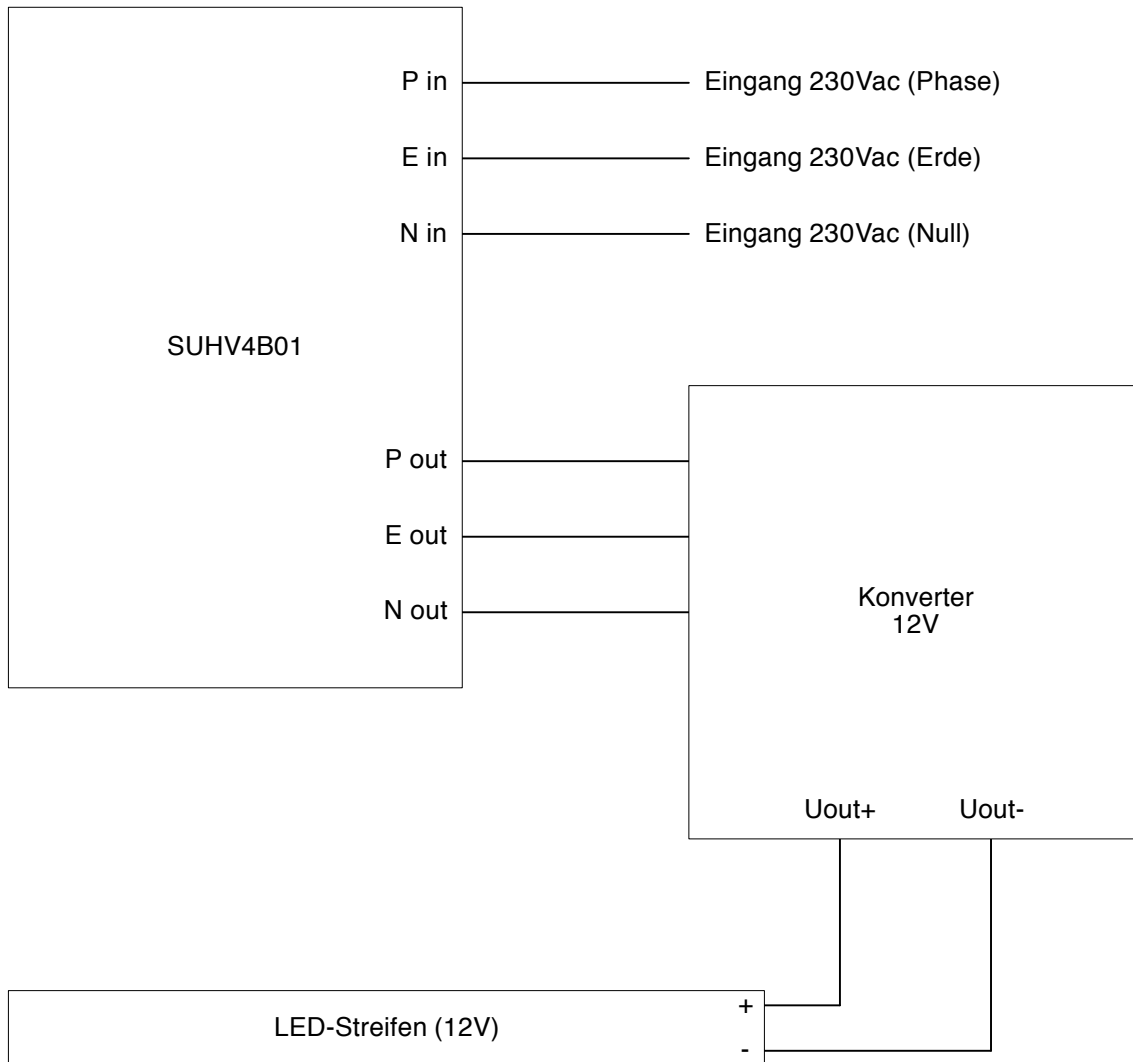 P in
Eingang 230Vac (Phase)
E in
Eingang 230Vac (Erde)
N in
Eingang 230Vac (Null)
SUHV4B01
P out
E out
N out
Konverter
12V
Uout+
Uout-
+
LED-Streifen (12V)
-